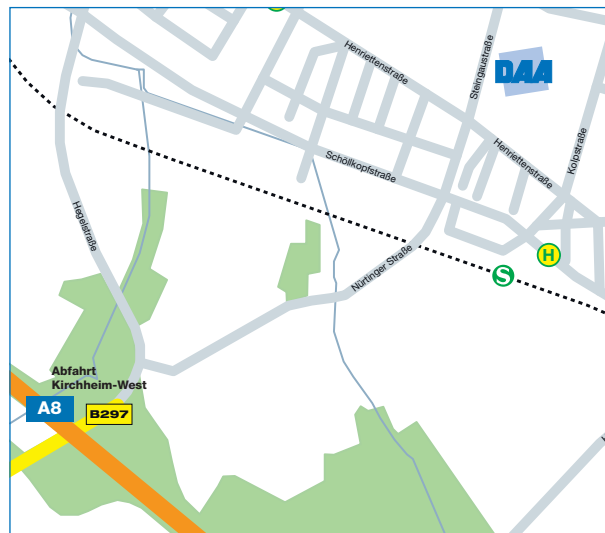 Henriettenstraße
Steingaustraße
DAA
Schöllkopfstraße
Henriettenstraße
Kolpstraße
Hegelstraße
H
S
Nürtinger Straße
Abfahrt
Kirchheim-West
A8
B297